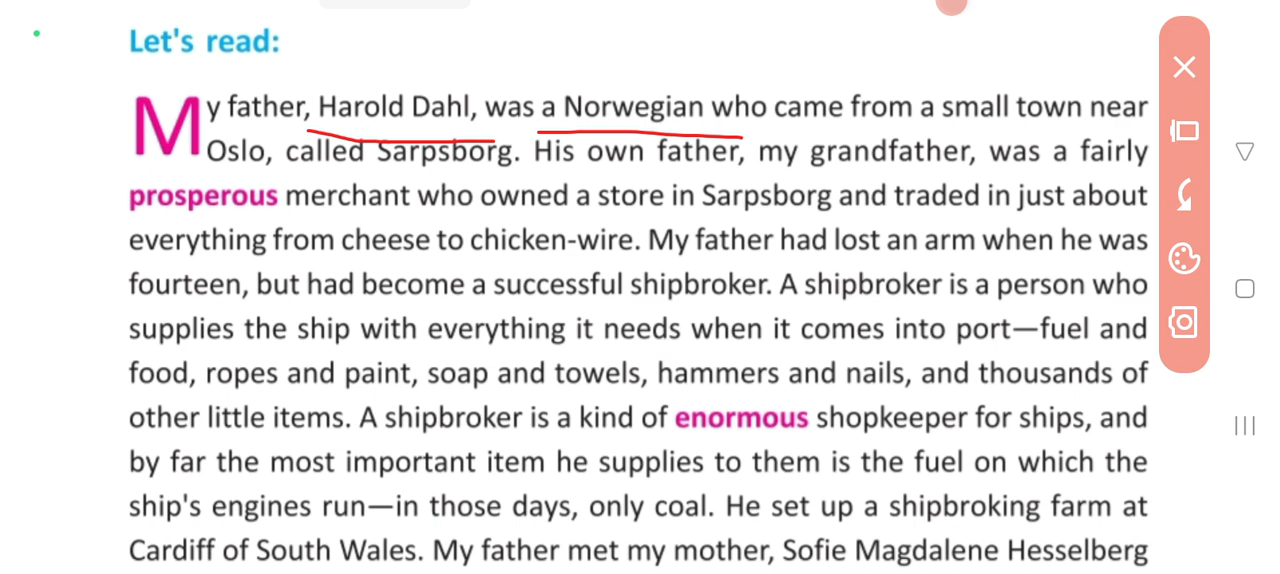 Let's read:
My father, Harold Dahl, was a Norwegian who came from a small town near
Oslo, called Sarpsborg. His own father, my grandfather, was a fairly
prosperous merchant who owned a store in Sarpsborg and traded in just about
everything from cheese to chicken-wire. My father had lost an arm when he was
fourteen, but had become a successful shipbroker. A shipbroker is a person who
supplies the ship with everything it needs when it comes into port—fuel and
food, ropes and paint, soap and towels, hammers and nails, and thousands of
other little items. A shipbroker is a kind of enormous shopkeeper for ships, and
by far the most important item he supplies to them is the fuel on which the
ship's engines run—in those days, only coal. He set up a shipbroking farm at
Cardiff of South Wales. My father met my mother, Sofie Magdalene Hesselberg